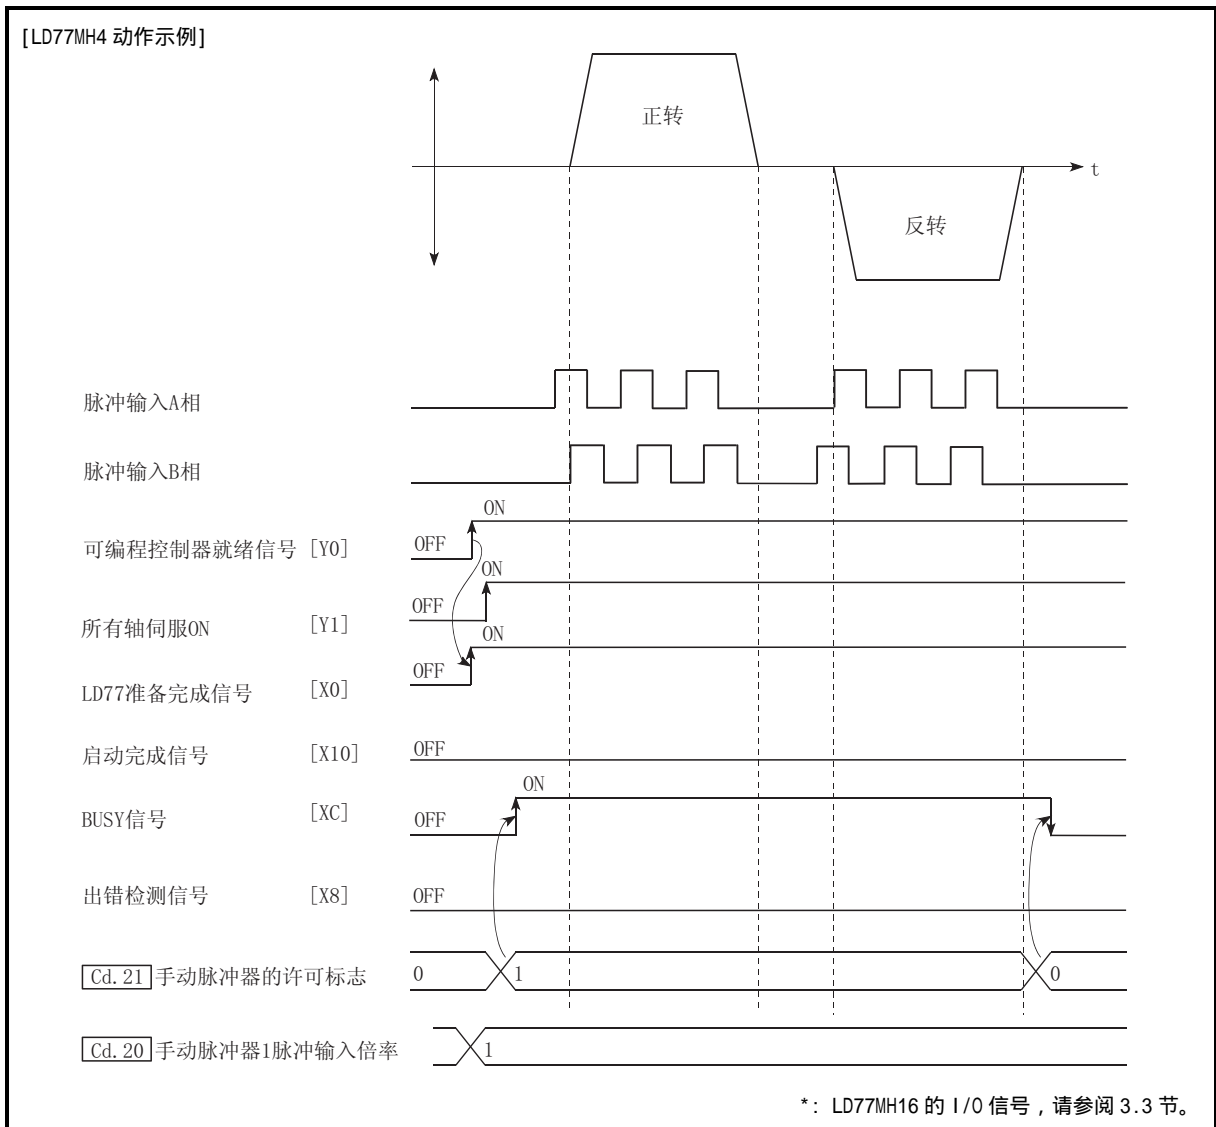 [LD77MH4 动作示例]
正转
t
反转
脉冲输入A相
脉冲输入B相
ON
可编程控制器就绪信号 [Y0] OFF
ON
所有轴伺服ON [Y1] OFF
ON
LD77准备完成信号 [X0] OFF
启动完成信号 [X10] OFF
ON
BUSY信号 [XC] OFF
出错检测信号 [X8] OFF
Cd.21 手动脉冲器的许可标志 0 1 0
Cd.20 手动脉冲器1脉冲输入倍率 1
*: LD77MH16 的 I/O 信号，请参阅 3.3 节。